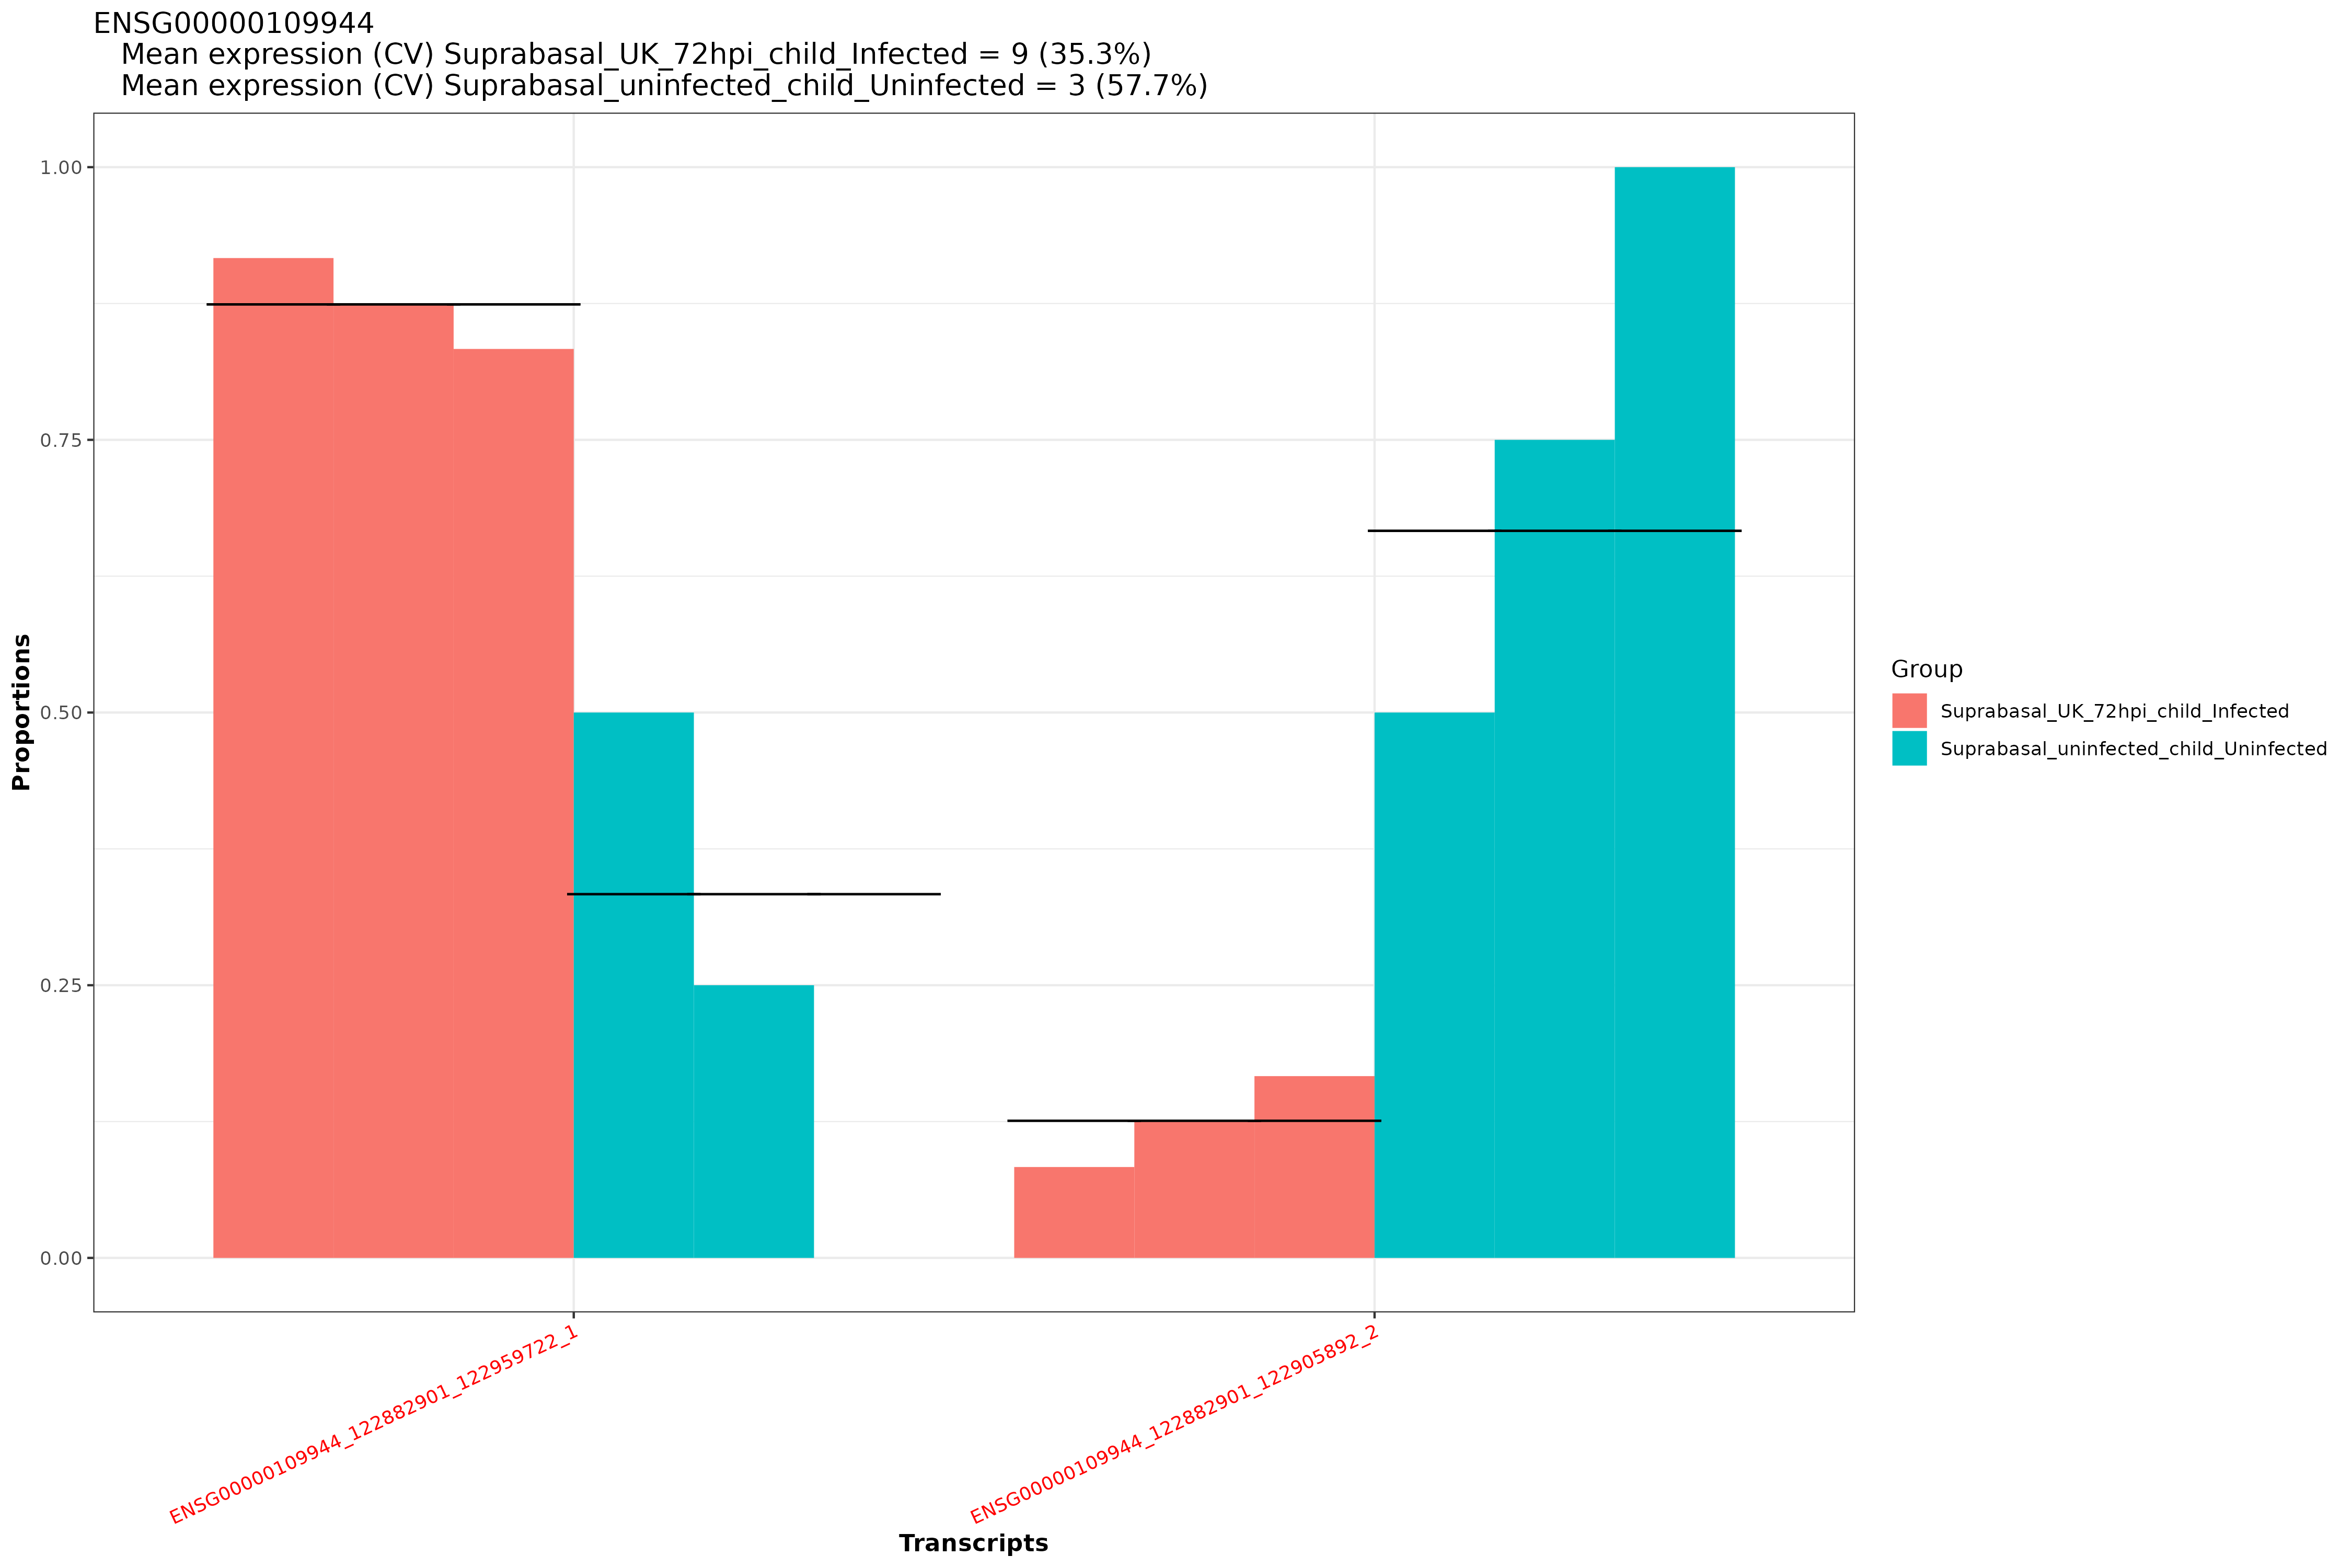 ENSG00000109944
Mean expression (CV) Suprabasal_UK_72hpi_child_Infected = 9 (35.3%)
Mean expression (CV) Suprabasal_uninfected_child_Uninfected = 3 (57.7%)
1.00
0.75
0.50
0.25
0.00
Proportions
ENSG00000109944_122882901_122959722_1
ENSG00000109944_122882901_122905892_2
Transcripts
Group
Suprabasal_UK_72hpi_child_Infected
Suprabasal_uninfected_child_Uninfected